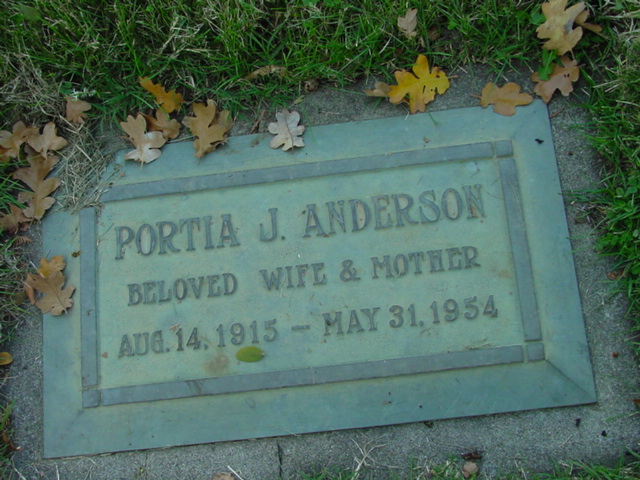 PORTIA J. ANDERSON
BELOVED WIFE & MOTHER
AUG. 14, 1915 - MAY 31, 1954